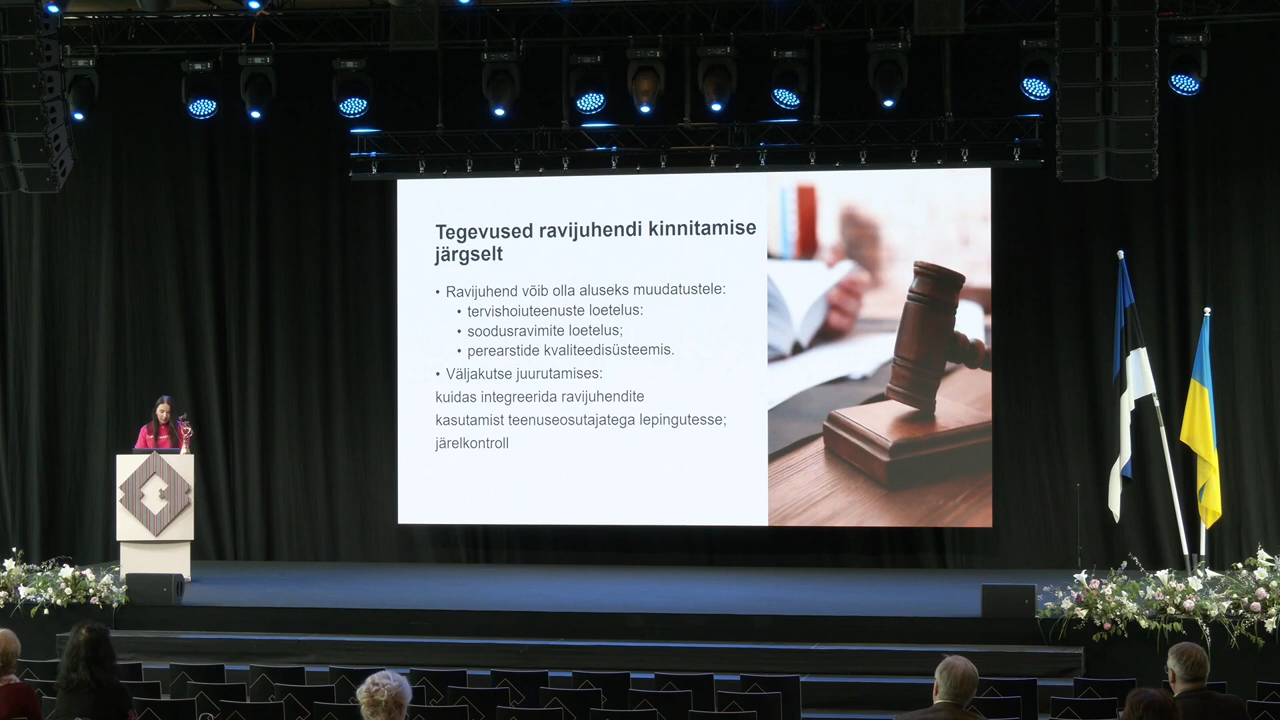 Tegevused ravijuhendi kinnitamise
järgselt
• Ravijuhend võib olla aluseks muudatustele:
• tervishoiuteenuste loetelus:
• soodusravimite loetelus;
• perearstide kvaliteedisüsteemis.
• Väljakutse juurutamises:
kuidas integreerida ravijuhendite
kasutamist teenuseosutajatega lepingutesse;
järelkontroll